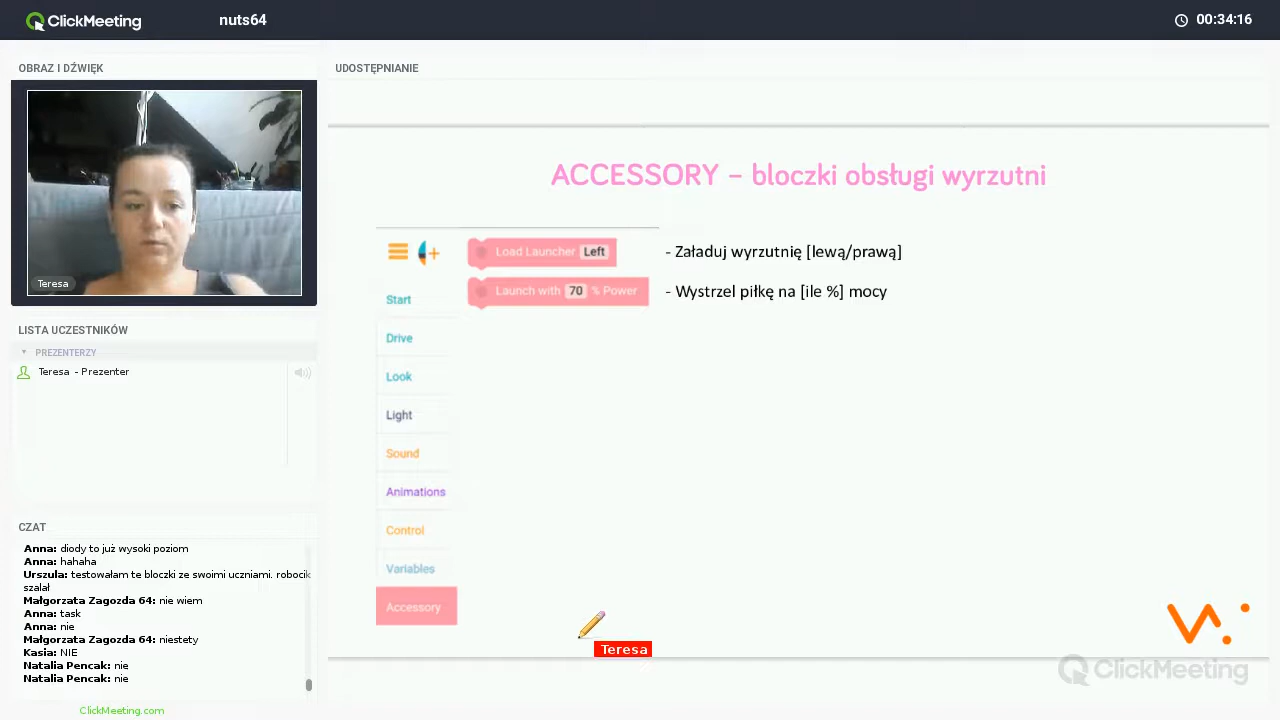 ClickMeeting
nuts64
00:34:16
OBRAZ I DŹWIĘK
Teresa
LISTA UCZESTNIKÓW
PREZENTERZY
Teresa - Prezenter
CZAT
Anna: diody to już wysoki poziom
Anna: hahaha
Urszula: testowałam te bloczki ze swoimi uczniami. robocik
szalał
Małgorzata Zagozda 64: nie wiem
Anna: task
Anna: nie
Małgorzata Zagozda 64: niestety
Kasia: NIE
Natalia Pencak: nie
Natalia Pencak: nie
ClickMeeting.com
UDOSTĘPNIANIE
ACCESSORY – bloczki obsługi wyrzutni
Load Launcher Left - Załaduj wyrzutnię [lewą/prawą]
Launch with 70 % Power - Wystrzel piłkę na [ile %] mocy
Start
Drive
Look
Light
Sound
Animations
Control
Variables
Accessory
Teresa
ClickMeeting